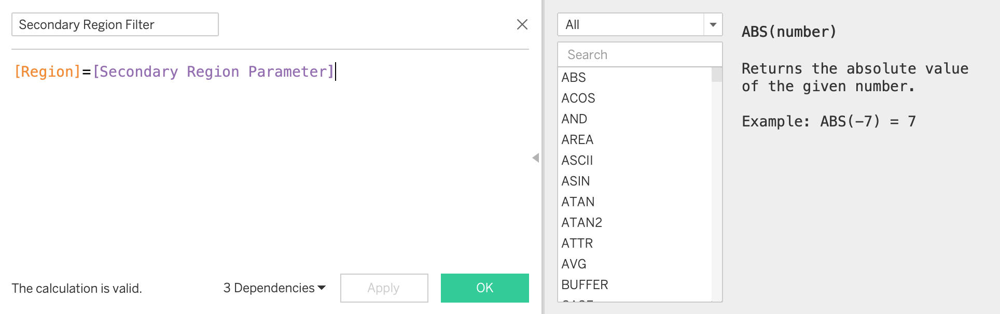 Secondary Region Filter
[Region]=[Secondary Region Parameter]
The calculation is valid.
3 Dependencies
Apply
OK
All
Search
ABS
ACOS
AND
AREA
ASCII
ASIN
ATAN
ATAN2
ATTR
AVG
BUFFER
ABS(number)
Returns the absolute value
of the given number.
Example: ABS(-7) = 7